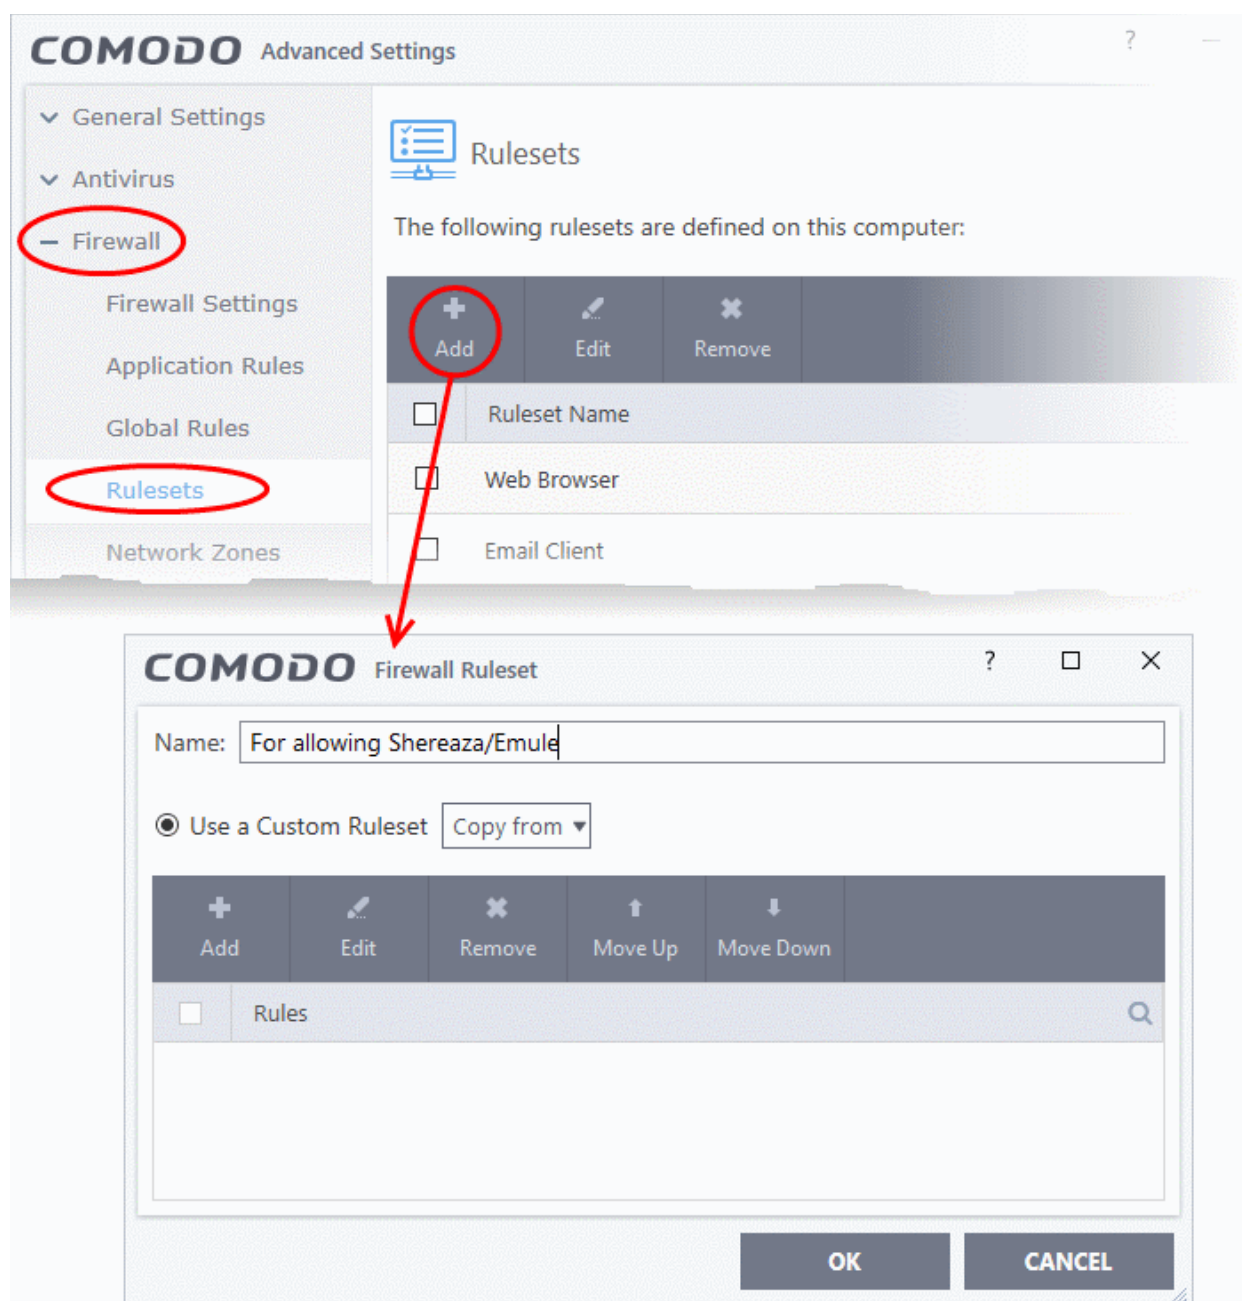 COMODO Advanced Settings ?
General Settings
Antivirus
Firewall
Firewall Settings
Application Rules
Global Rules
Rulesets
Network Zones
Rulesets
The following rulesets are defined on this computer:
Add Edit Remove
Ruleset Name
Web Browser
Email Client
COMODO Firewall Ruleset ?
Name: For allowing Shereaza/Emule
Use a Custom Ruleset Copy from
Add Edit Remove Move Up Move Down
Rules
OK CANCEL